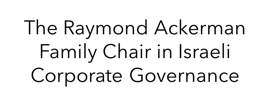 The Raymond Ackerman
Family Chair in Israeli
Corporate Governance